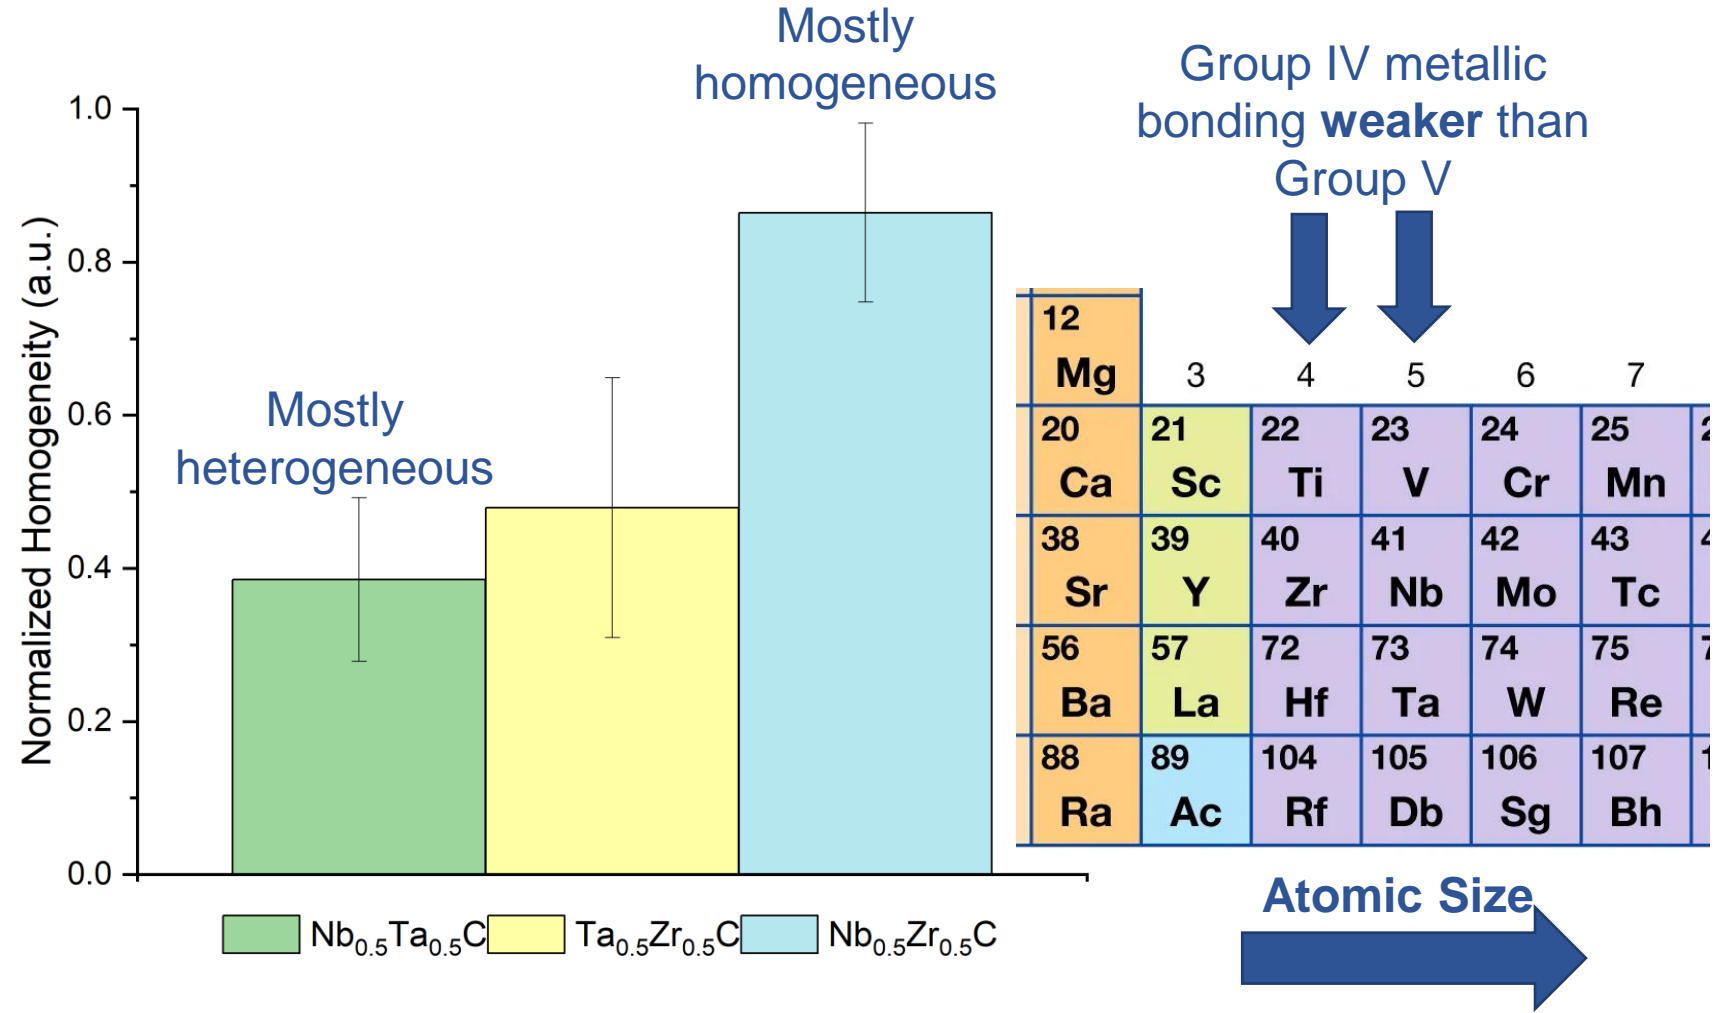 Mostly
homogeneous
Group IV metallic
bonding weaker than
Group V
Normalized Homogeneity (a.u.)
1.0
0.8
0.6
0.4
0.2
0.0
Mostly
heterogeneous
Nb0.5Ta0.5C Ta0.5Zr0.5C Nb0.5Zr0.5C
12
Mg 3 4 5 6 7
20 21 22 23 24 25
Ca Sc Ti V Cr Mn
38 39 40 41 42 43
Sr Y Zr Nb Mo Tc
56 57 72 73 74 75
Ba La Hf Ta W Re
88 89 104 105 106 107
Ra Ac Rf Db Sg Bh
Atomic Size